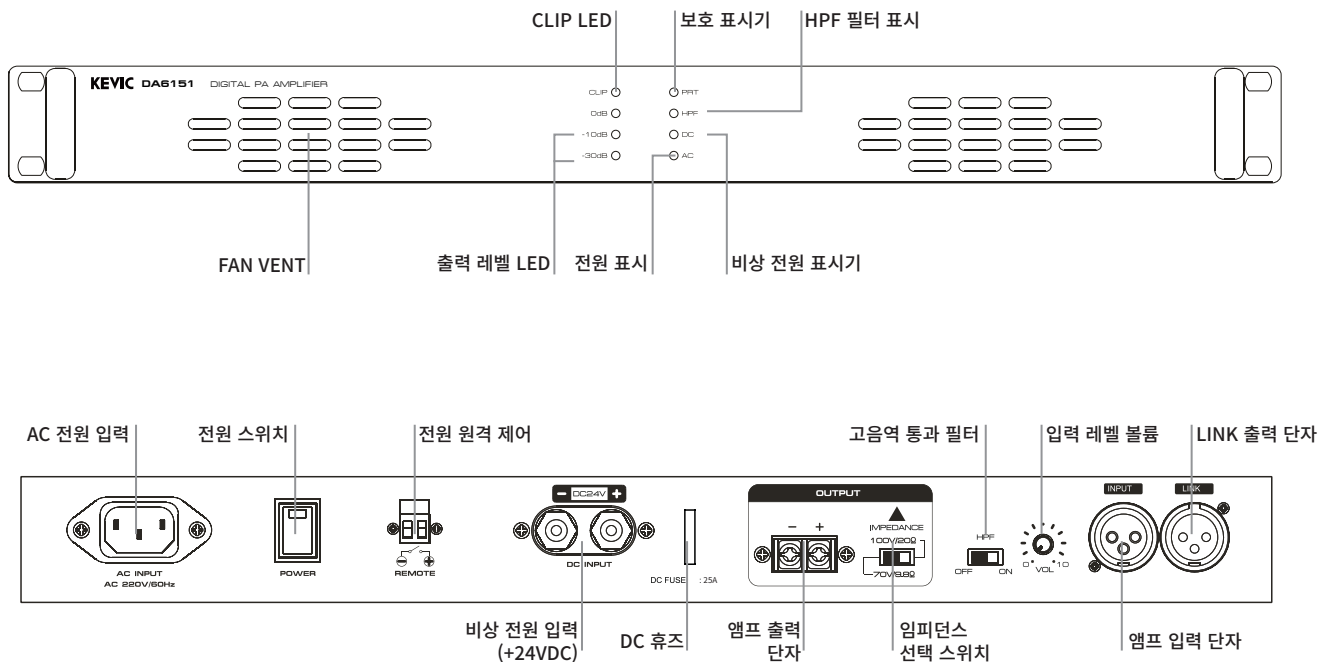 CLIP LED
보호 표시기
HPF 필터 표시
KEVIC DA6151 DIGITAL PA AMPLIFIER
CLIP
PRT
0dB
HPF
-10dB
DC
-30dB
AC
FAN VENT
출력 레벨 LED
전원 표시
비상 전원 표시기
AC 전원 입력
전원 스위치
전원 원격 제어
고음역 통과 필터
입력 레벨 볼륨
LINK 출력 단자
- DC24V +
OUTPUT
INPUT
LINK
- +
IMPEDANCE
100V/20Ω
HPF
70V/9.8Ω
OFF
ON
0
VOL
10
AC INPUT
AC 220V/60Hz
POWER
REMOTE
DC INPUT
DC FUSE : 25A
비상 전원 입력
(+24VDC)
DC 휴즈
앰프 출력
단자
임피던스
선택 스위치
앰프 입력 단자